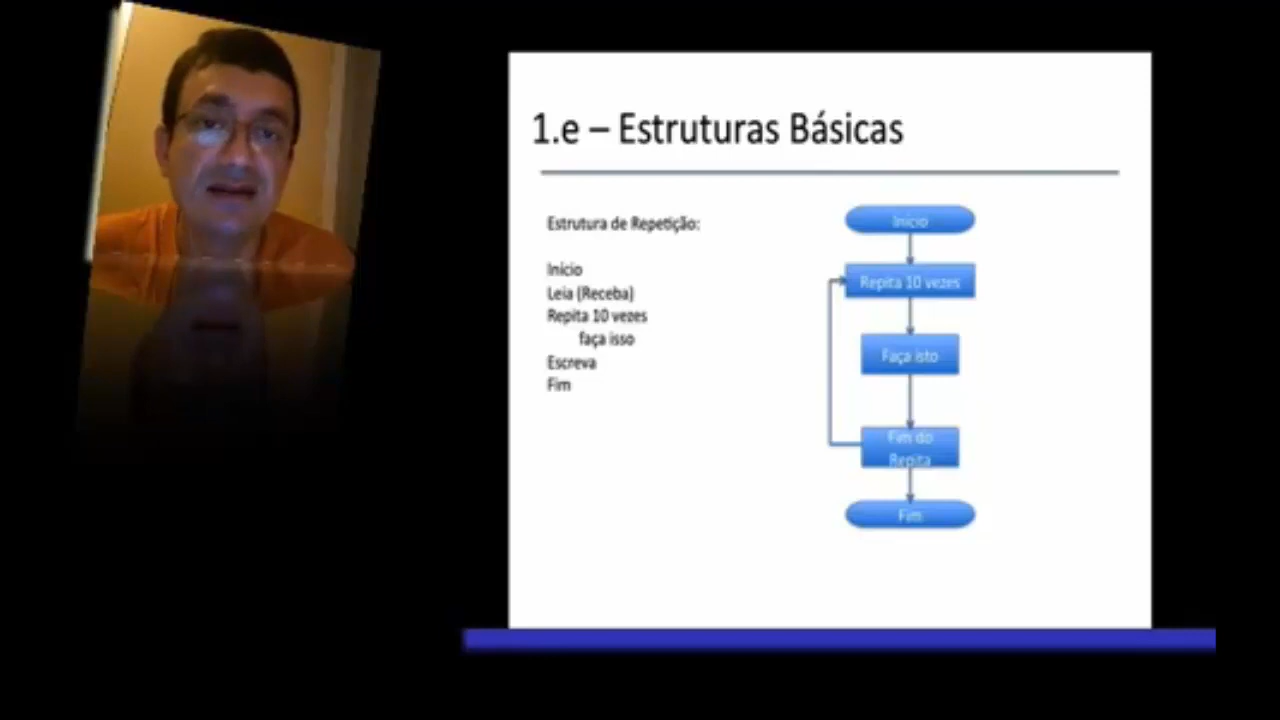 1.e – Estruturas Básicas
Estrutura de Repetição:
Início
Leia (Receba)
Repita 10 vezes
faça isso
Escreva
Fim
Início
Repita 10 vezes
Faça isto
Fim do
Repita
Fim